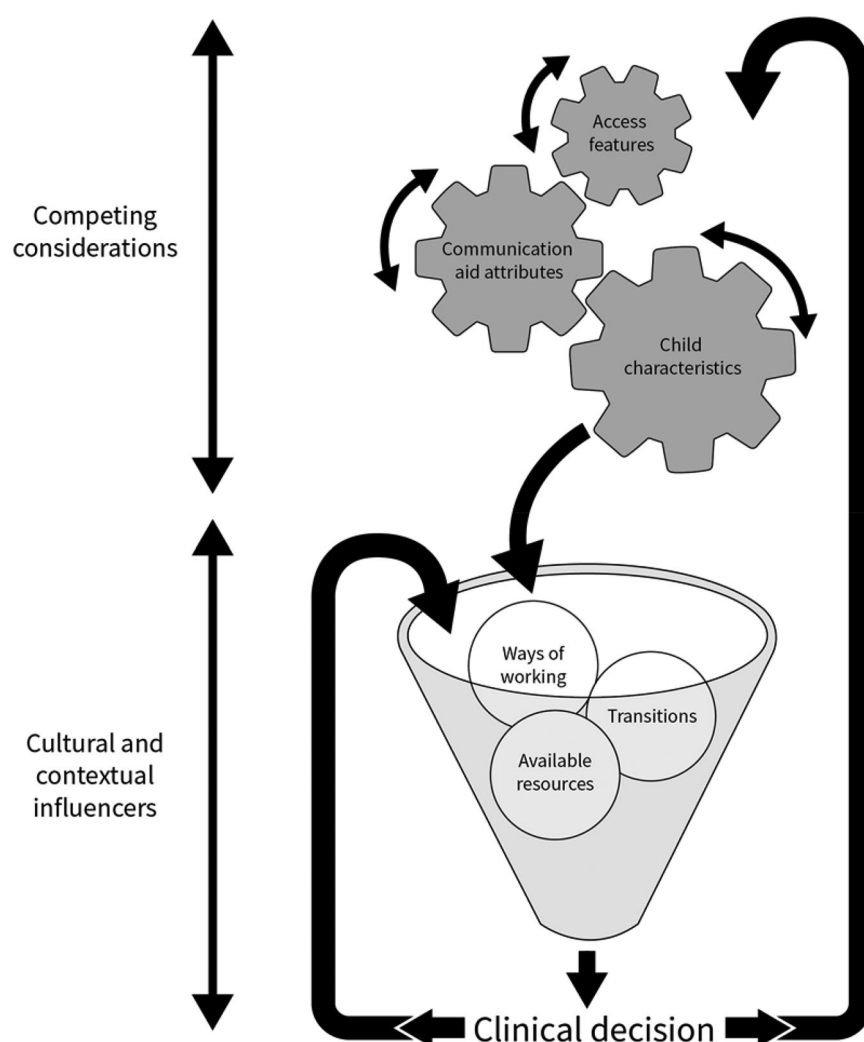 Access
features
Competing
considerations
Communication
aid attributes
Child
characteristics
Ways of
working
Transitions
Cultural and
contextual
influencers
Available
resources
Clinical decision